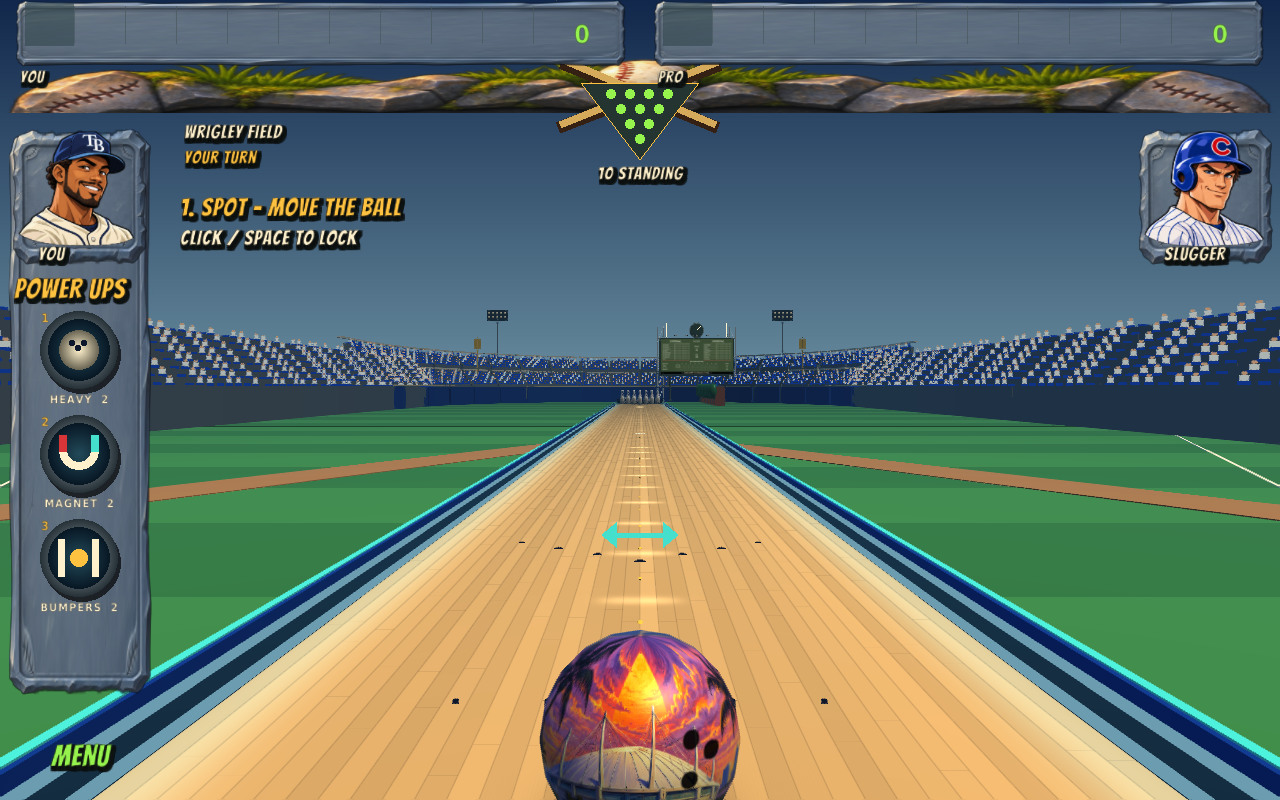 0
0
YOU
PRO
TB
WRIGLEY FIELD
YOUR TURN
10 STANDING
C
1. SPOT - MOVE THE BALL
CLICK / SPACE TO LOCK
YOU
SLUGGER
POWER UPS
1
HEAVY 2
2
MAGNET 2
3
BUMPERS 2
MENU